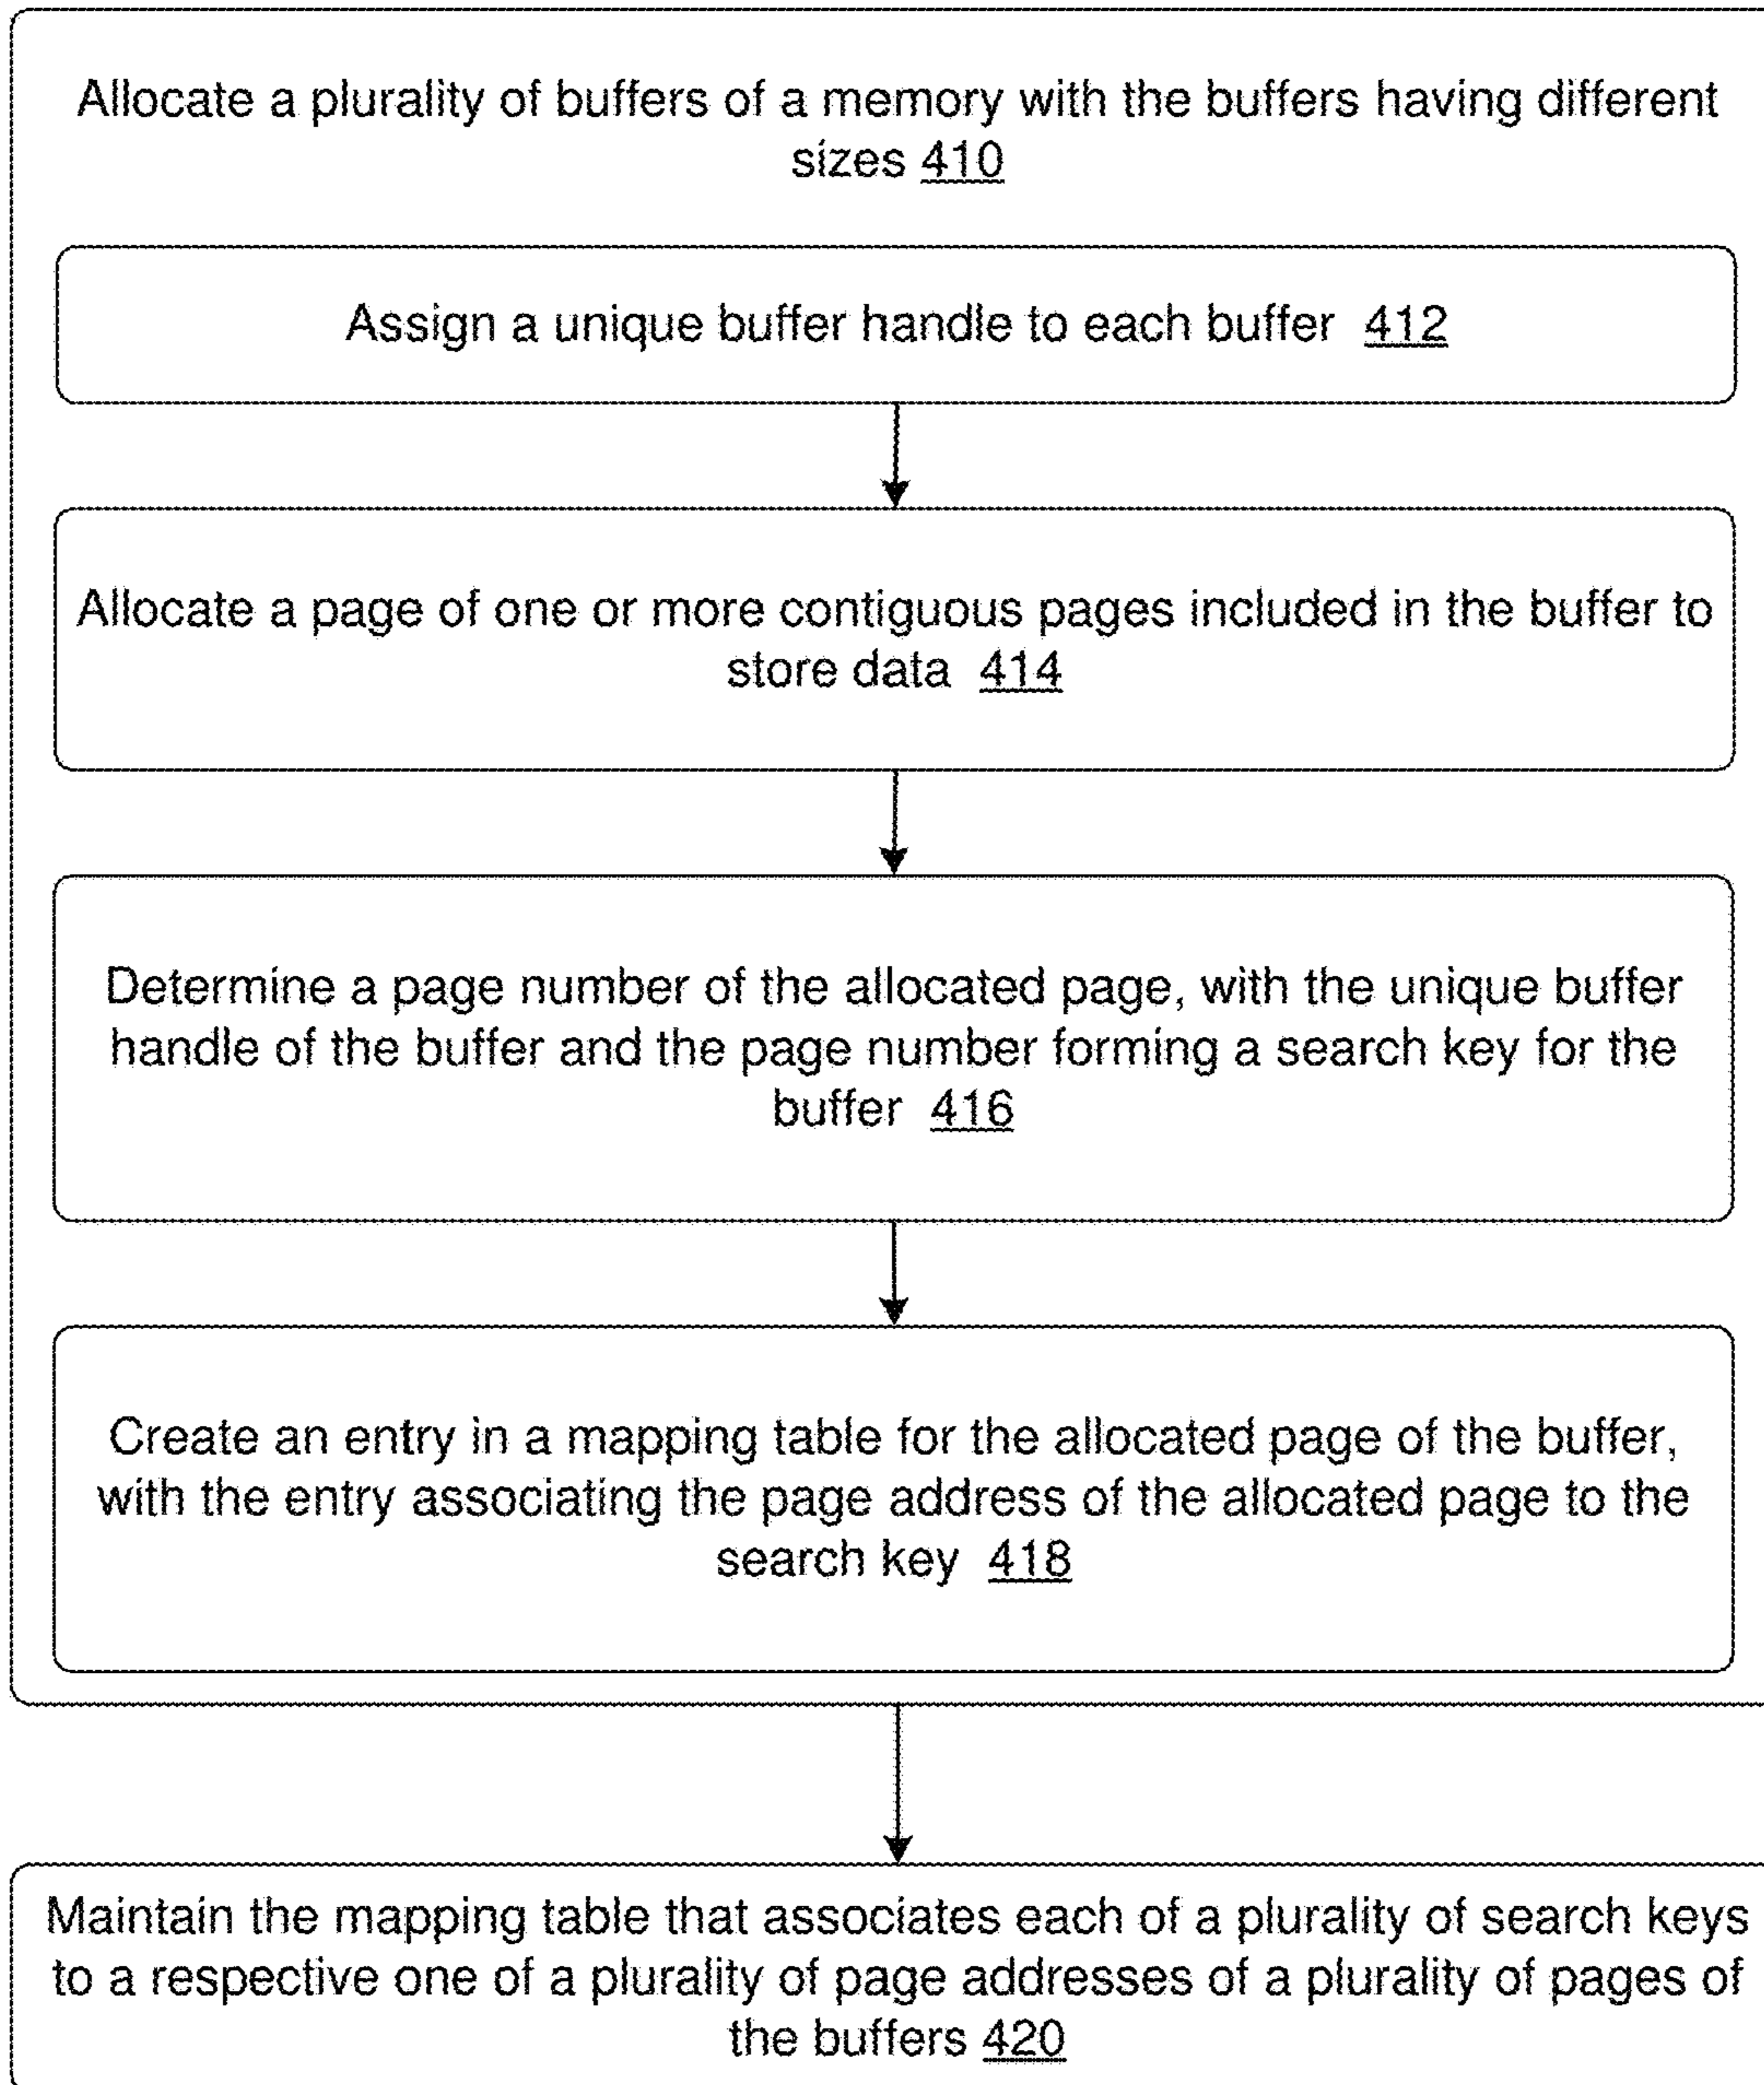 Allocate a plurality of buffers of a memory with the buffers having different
sizes 410
Assign a unique buffer handle to each buffer 412
Allocate a page of one or more contiguous pages included in the buffer to
store data 414
Determine a page number of the allocated page, with the unique buffer
handle of the buffer and the page number forming a search key for the
buffer 416
Create an entry in a mapping table for the allocated page of the buffer,
with the entry associating the page address of the allocated page to the
search key 418
Maintain the mapping table that associates each of a plurality of search keys
to a respective one of a plurality of page addresses of a plurality of pages of
the buffers 420